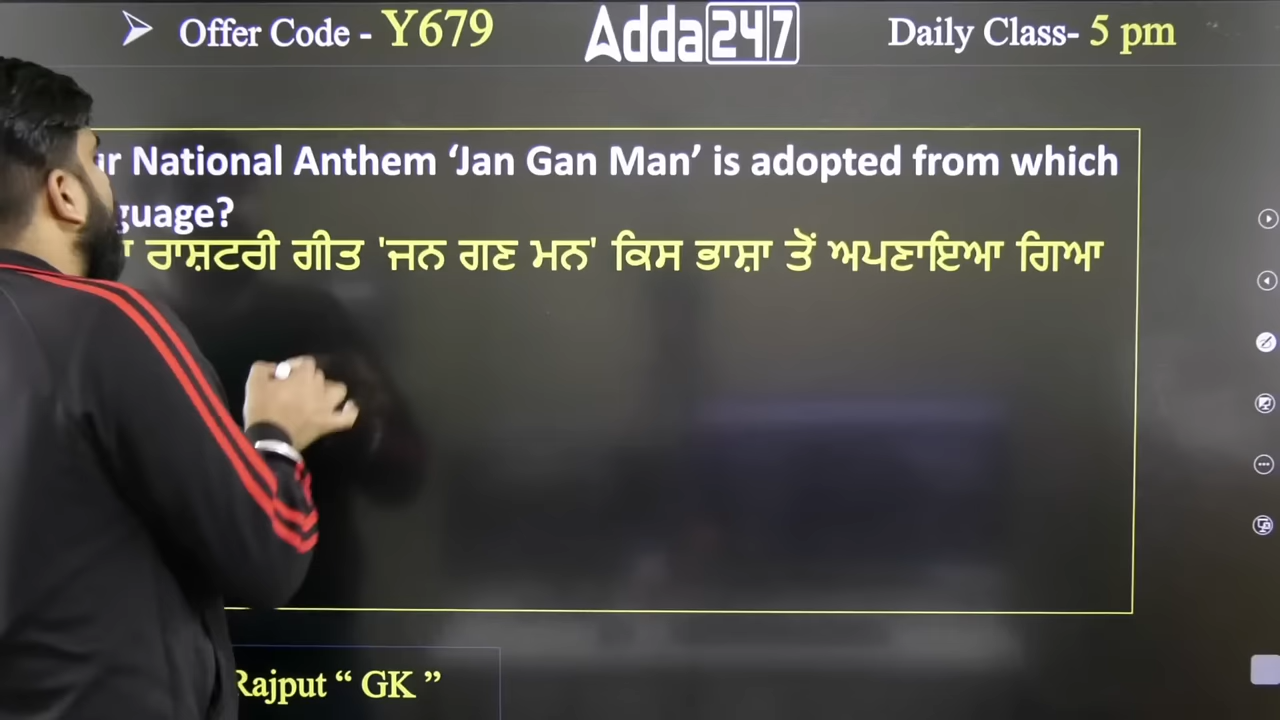 Offer Code - Y679
Adda247
Daily Class- 5 pm
National Anthem ‘Jan Gan Man’ is adopted from which
ਰਾਸ਼ਟਰੀ ਗੀਤ 'ਜਨ ਗਣ ਮਨ' ਕਿਸ ਭਾਸ਼ਾ ਤੋਂ ਅਪਣਾਇਆ ਗਿਆ
Rajput “ GK ”